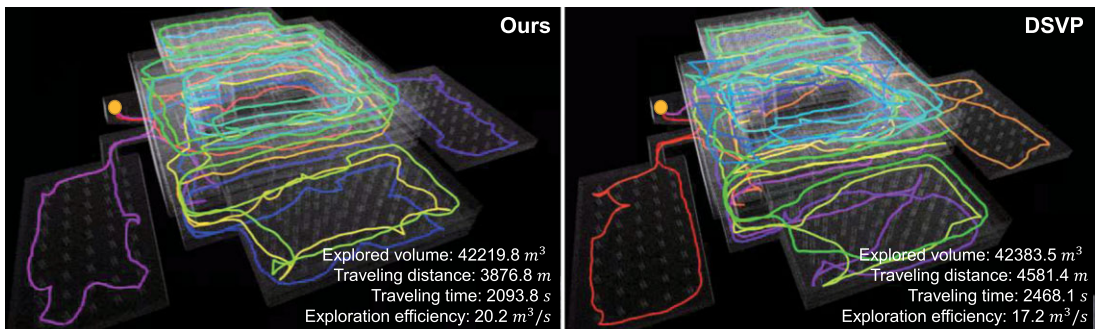 Ours
Explored volume: 42219.8 m³
Traveling distance: 3876.8 m
Traveling time: 2093.8 s
Exploration efficiency: 20.2 m³/s
DSVP
Explored volume: 42383.5 m³
Traveling distance: 4581.4 m
Traveling time: 2468.1 s
Exploration efficiency: 17.2 m³/s